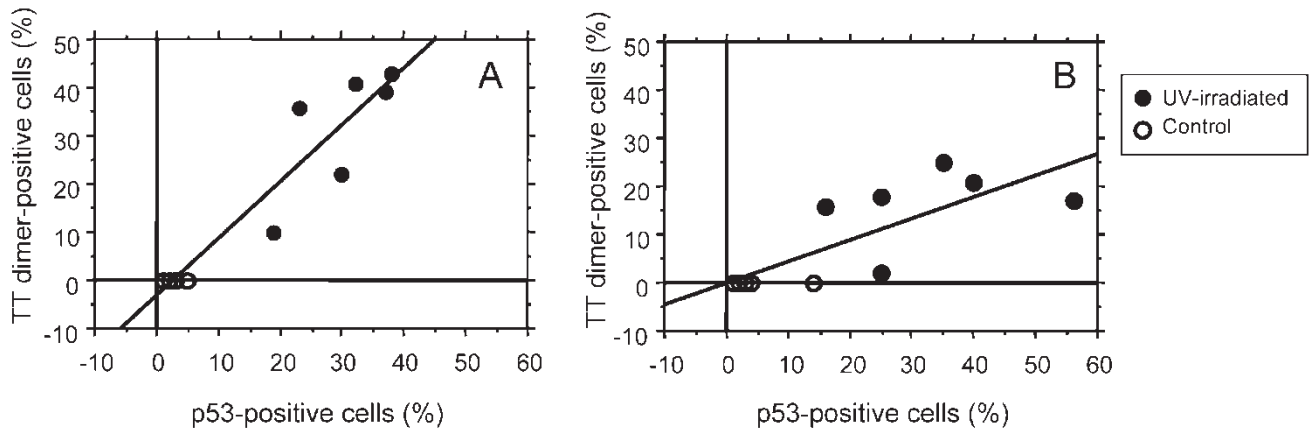 TT dimer-positive cells (%)
50
40
30
20
10
0
-10
-10 0 10 20 30 40 50 60
p53-positive cells (%)
A
TT dimer-positive cells (%)
50
40
30
20
10
0
-10
-10 0 10 20 30 40 50 60
p53-positive cells (%)
B
UV-irradiated
Control